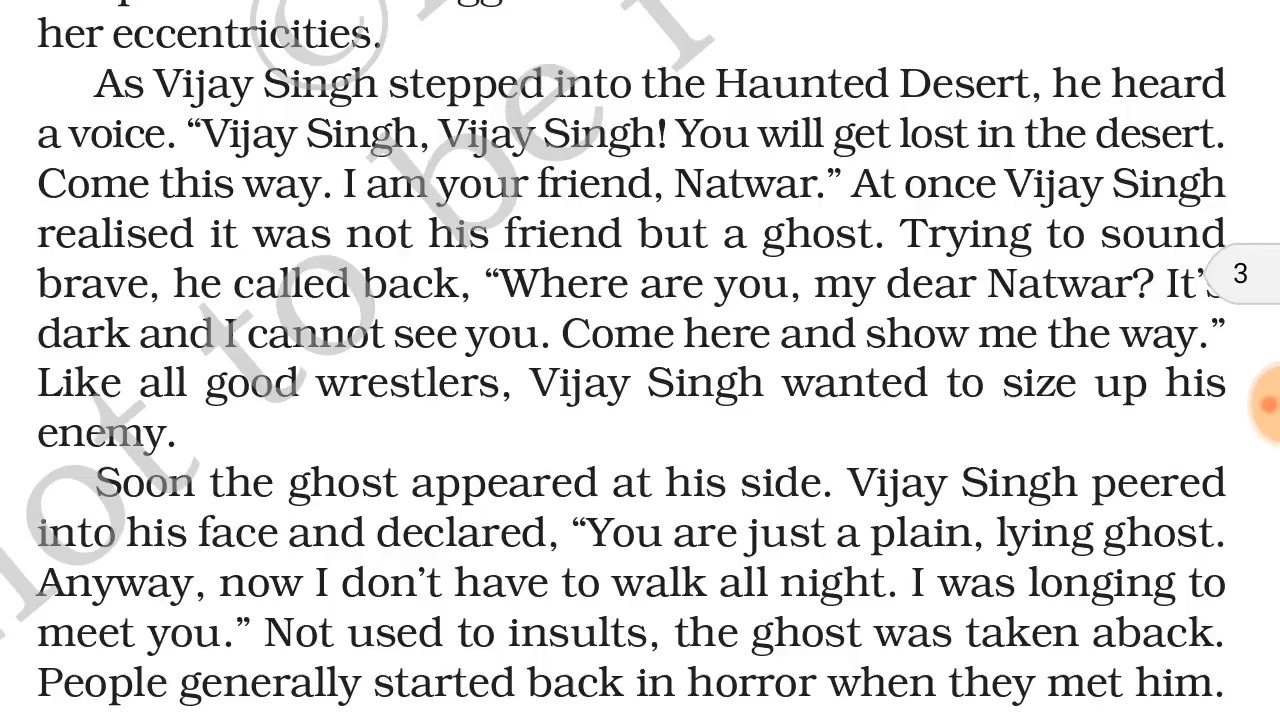 her eccentricities.
As Vijay Singh stepped into the Haunted Desert, he heard
a voice. “Vijay Singh, Vijay Singh! You will get lost in the desert.
Come this way. I am your friend, Natwar.” At once Vijay Singh
realised it was not his friend but a ghost. Trying to sound
brave, he called back, “Where are you, my dear Natwar? It’s
3
dark and I cannot see you. Come here and show me the way.”
Like all good wrestlers, Vijay Singh wanted to size up his
enemy.
Soon the ghost appeared at his side. Vijay Singh peered
into his face and declared, “You are just a plain, lying ghost.
Anyway, now I don’t have to walk all night. I was longing to
meet you.” Not used to insults, the ghost was taken aback.
People generally started back in horror when they met him.
not to be